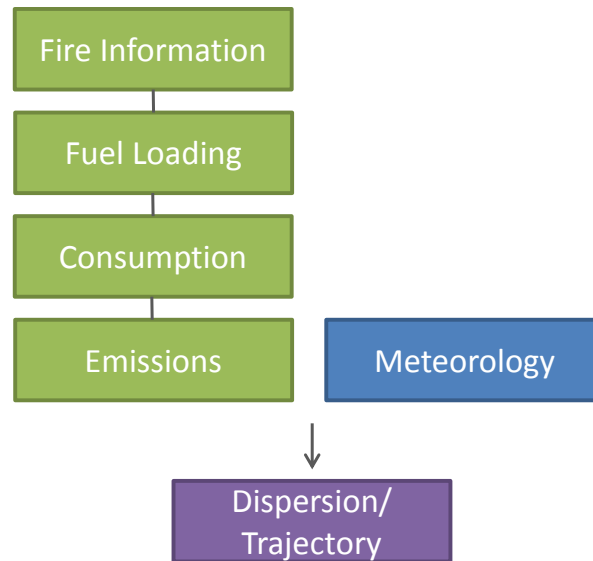 Fire Information
Fuel Loading
Consumption
Emissions
Meteorology
Dispersion/
Trajectory